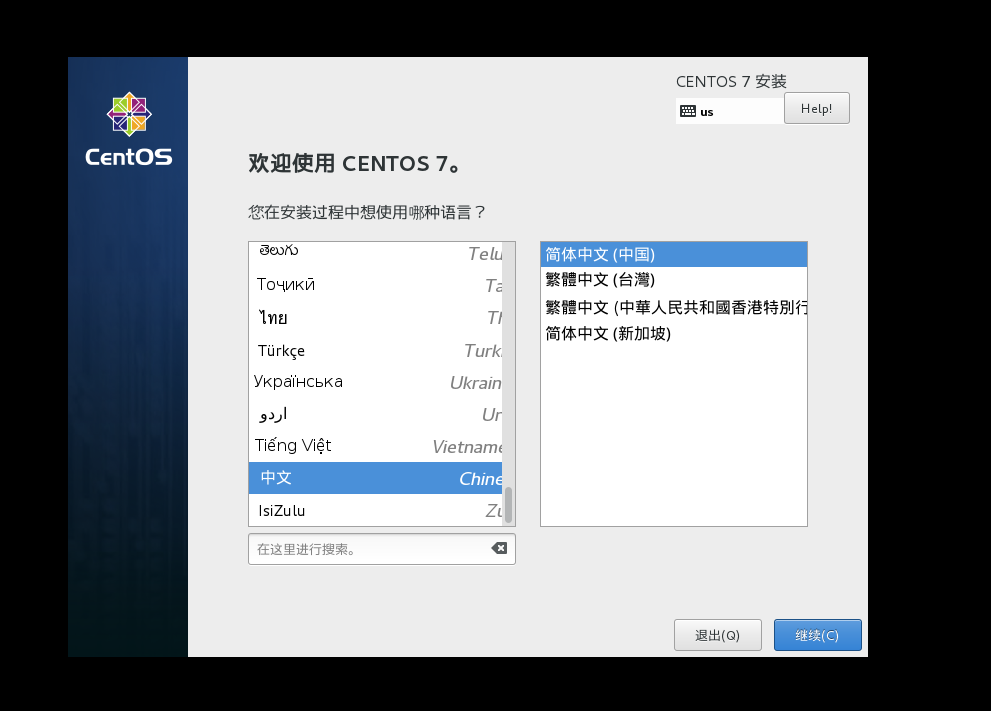 CentOS
CENTOS 7 安装
us
Help!
欢迎使用 CENTOS 7。
您在安装过程中想使用哪种语言？
తెలుగు Telu
Тоҷикӣ Ta
ไทย Th
Türkçe Turk
Українська Ukrain
اردو Ur
Tiếng Việt Vietname
中文 Chine
IsiZulu Zu
在这里进行搜索。
简体中文 (中国)
繁體中文 (台灣)
繁體中文 (中華人民共和國香港特別行
简体中文 (新加坡)
退出(Q)
继续(C)